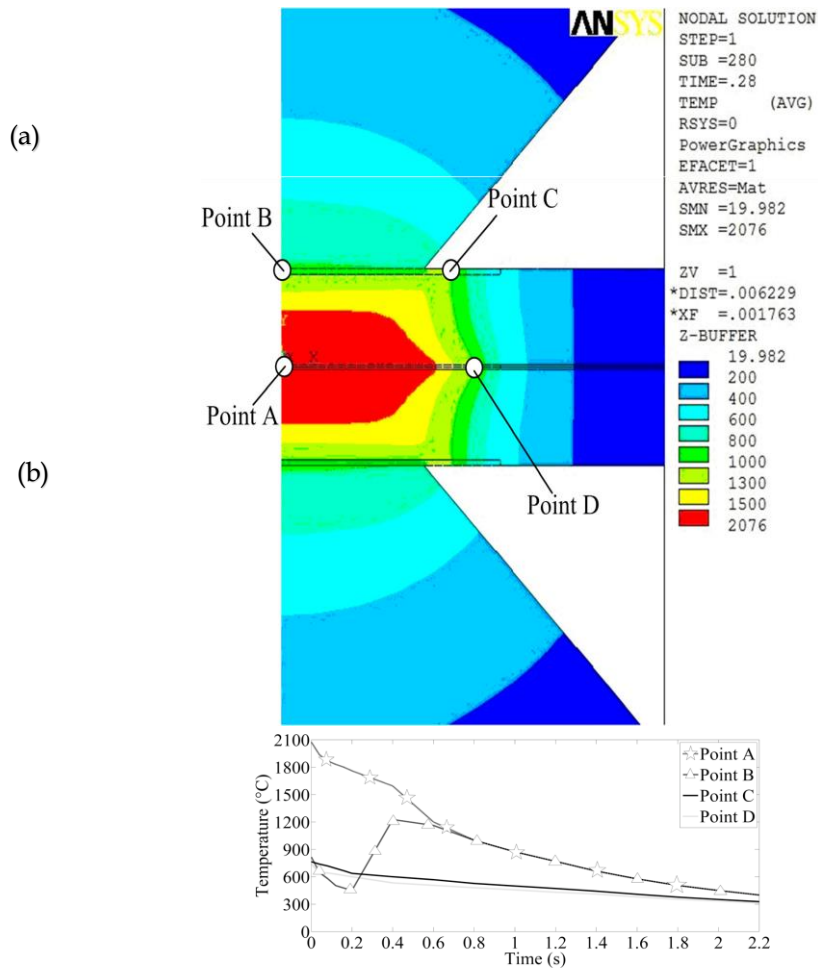 (a)
ANSYS
NODAL SOLUTION
STEP=1
SUB =280
TIME=.28
TEMP (AVG)
RSYS=0
PowerGraphics
EFACET=1
AVRES=Mat
SMN =19.982
SMX =2076
ZV =1
*DIST=.006229
*XF =.001763
Z-BUFFER
19.982
200
400
600
800
1000
1300
1500
2076
Point B
Point C
Y
X
Point A
Point D
(b)
2100
1800
1500
1200
900
600
300
0
Temperature (°C)
Point A
Point B
Point C
Point D
0 0.2 0.4 0.6 0.8 1 1.2 1.4 1.6 1.8 2 2.2
Time (s)